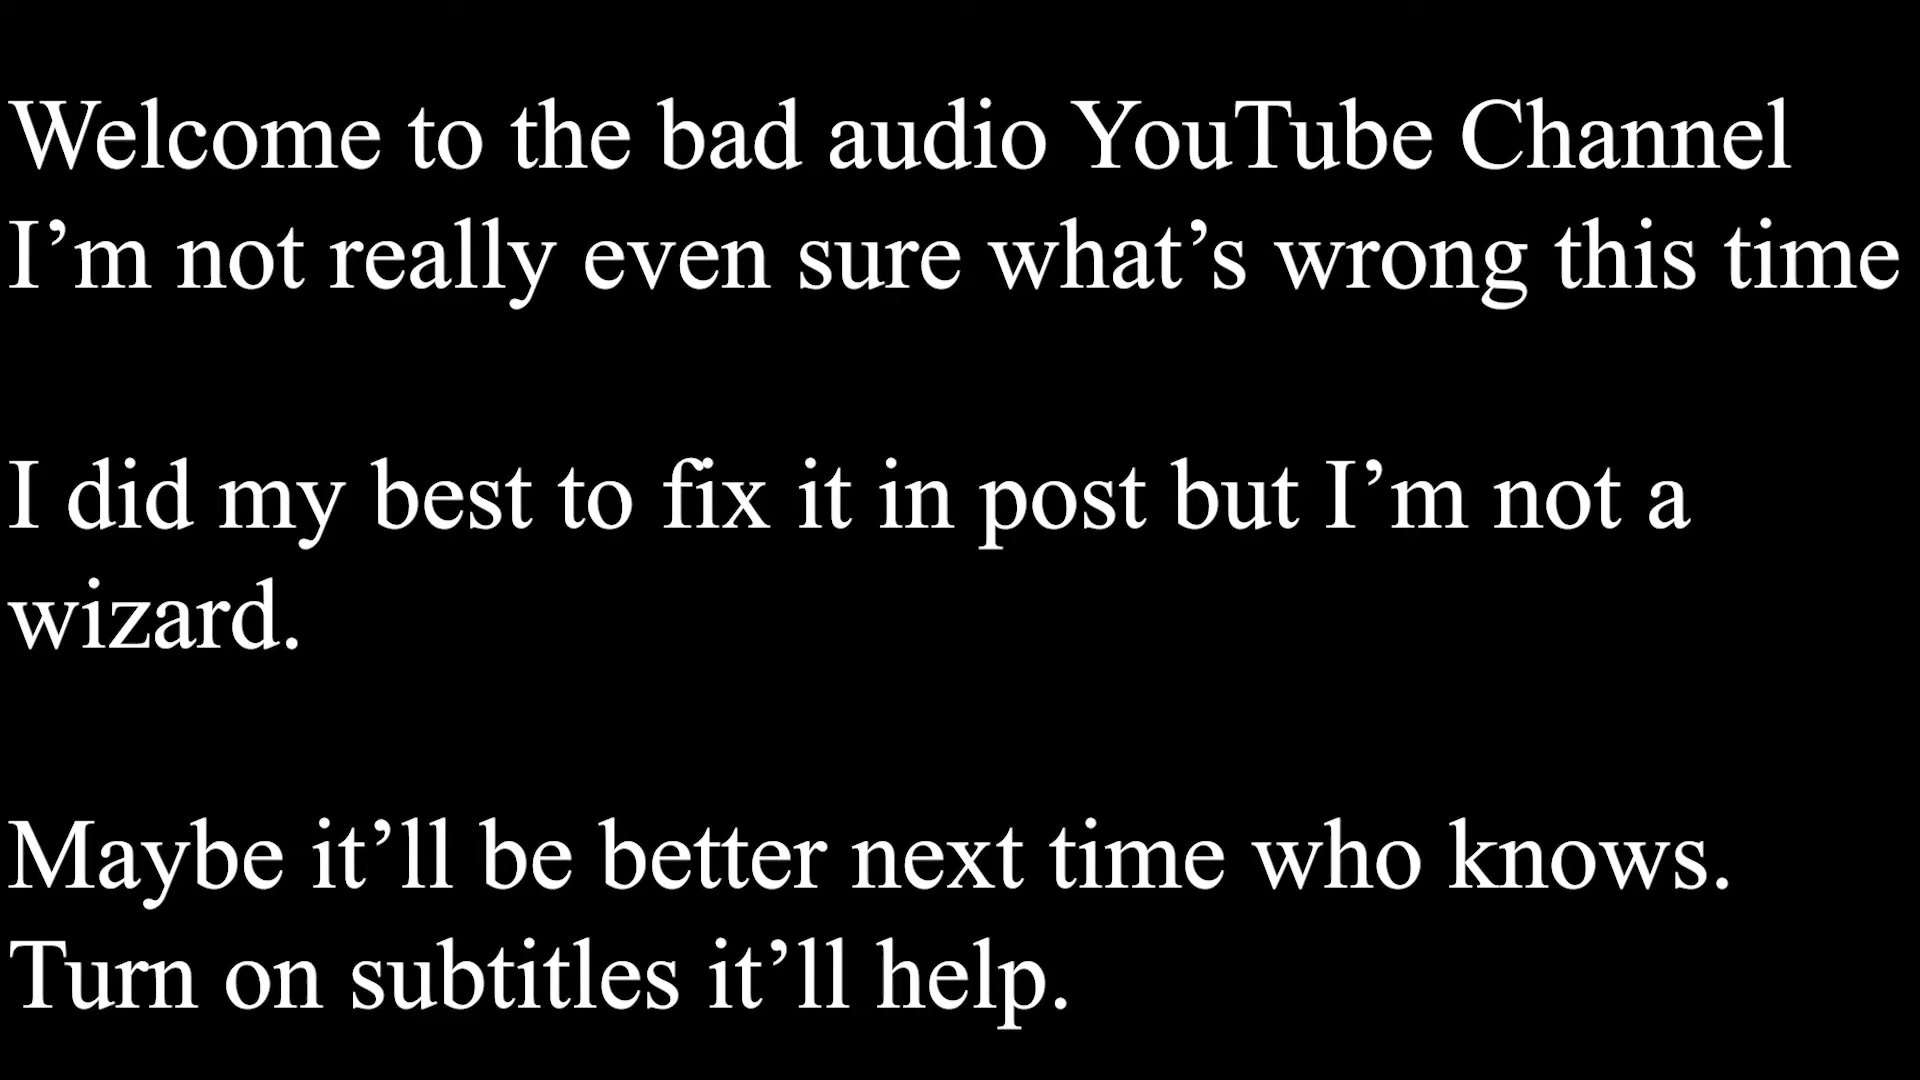 Welcome to the bad audio YouTube Channel
I’m not really even sure what’s wrong this time
I did my best to fix it in post but I’m not a
wizard.
Maybe it’ll be better next time who knows.
Turn on subtitles it’ll help.